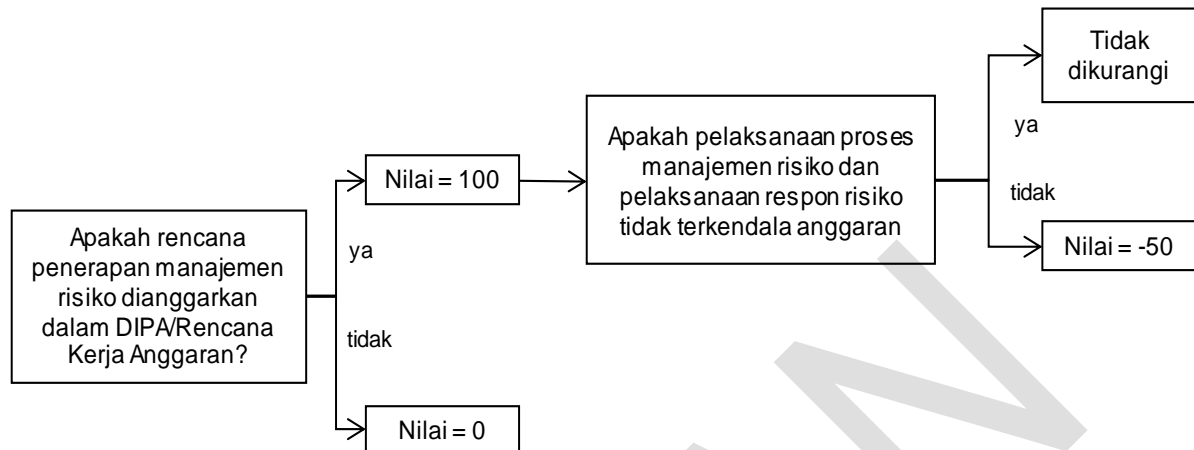 Apakah rencana
penerapan manajemen
risiko dianggarkan
dalam DIPA/Rencana
Kerja Anggaran?
ya
tidak
Nilai = 100
Nilai = 0
Apakah pelaksanaan proses
manajemen risiko dan
pelaksanaan respon risiko
tidak terkendala anggaran
ya
tidak
Tidak
dikurangi
Nilai = -50